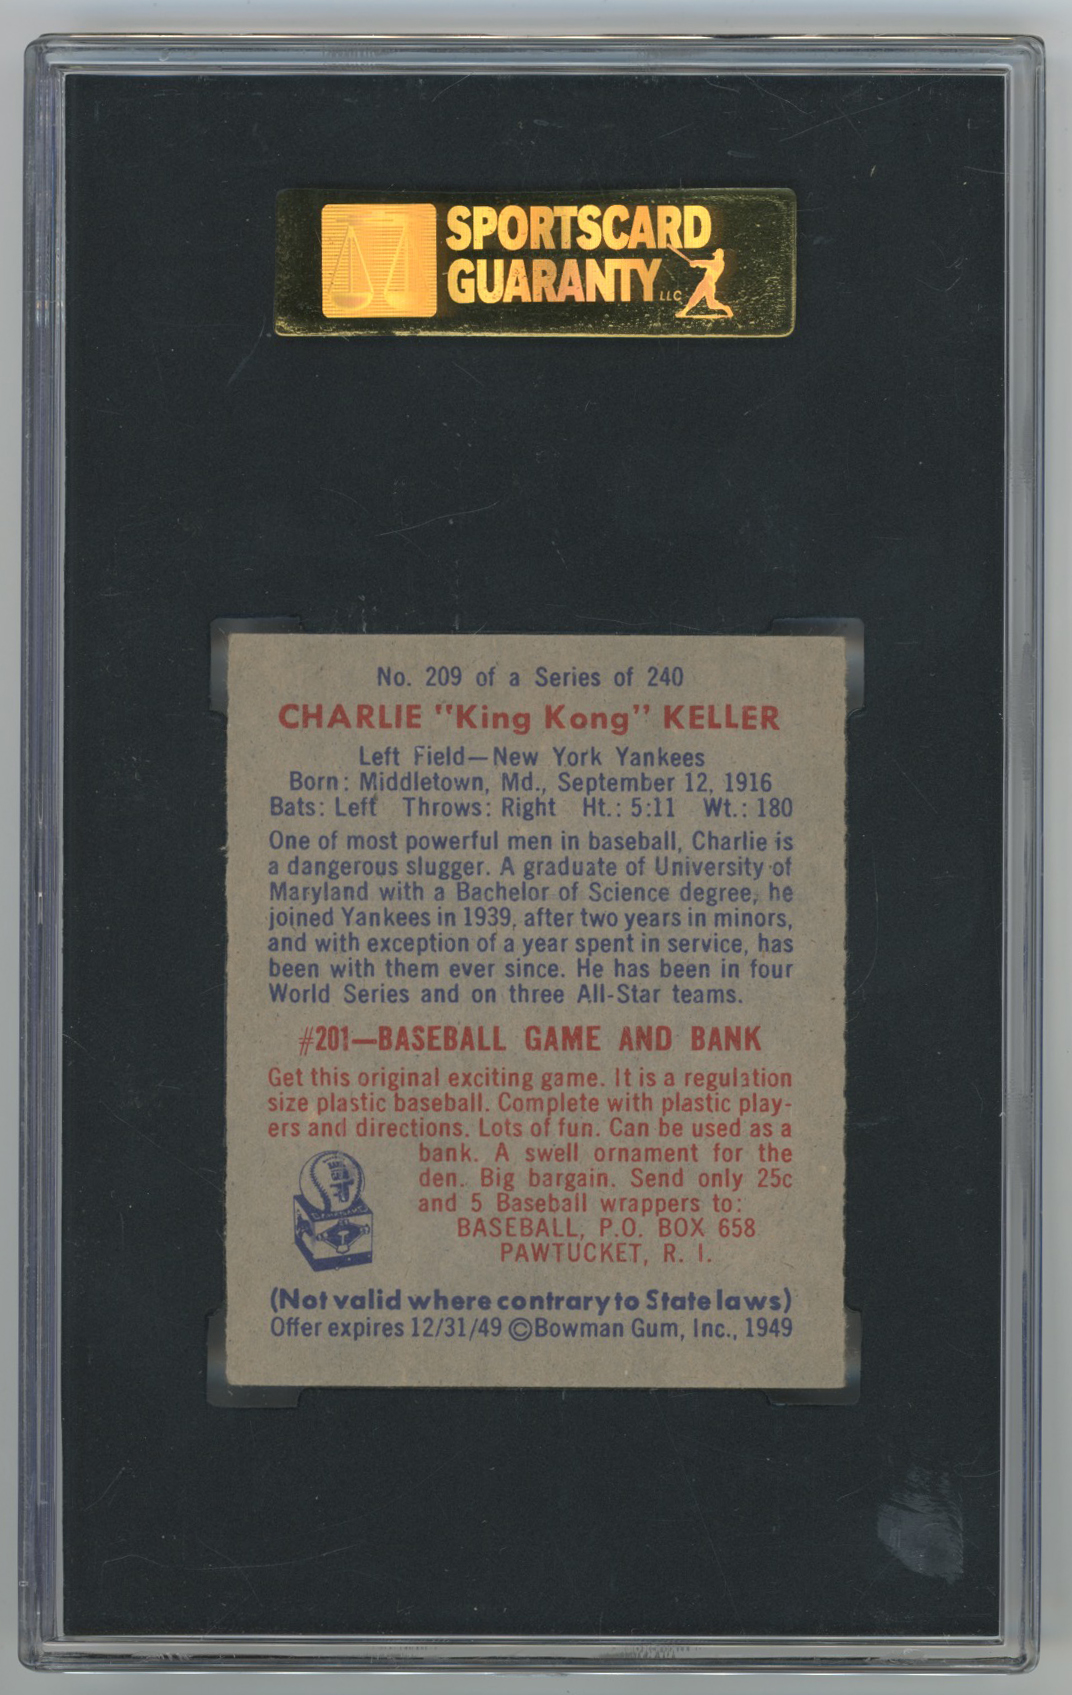 SPORTSCARD
GUARANTY LLC
No. 209 of a Series of 240
CHARLIE "King Kong" KELLER
Left Field—New York Yankees
Born: Middletown, Md., September 12, 1916
Bats: Left Throws: Right Ht.: 5:11 Wt.: 180
One of most powerful men in baseball, Charlie is
a dangerous slugger. A graduate of University of
Maryland with a Bachelor of Science degree, he
joined Yankees in 1939, after two years in minors,
and with exception of a year spent in service, has
been with them ever since. He has been in four
World Series and on three All-Star teams.
#201—BASEBALL GAME AND BANK
Get this original exciting game. It is a regulation
size plastic baseball. Complete with plastic play-
ers and directions. Lots of fun. Can be used as a
bank. A swell ornament for the
den. Big bargain. Send only 25c
and 5 Baseball wrappers to:
BASEBALL, P.O. BOX 658
PAWTUCKET, R. I.
(Not valid where contrary to State laws)
Offer expires 12/31/49 ©Bowman Gum, Inc., 1949